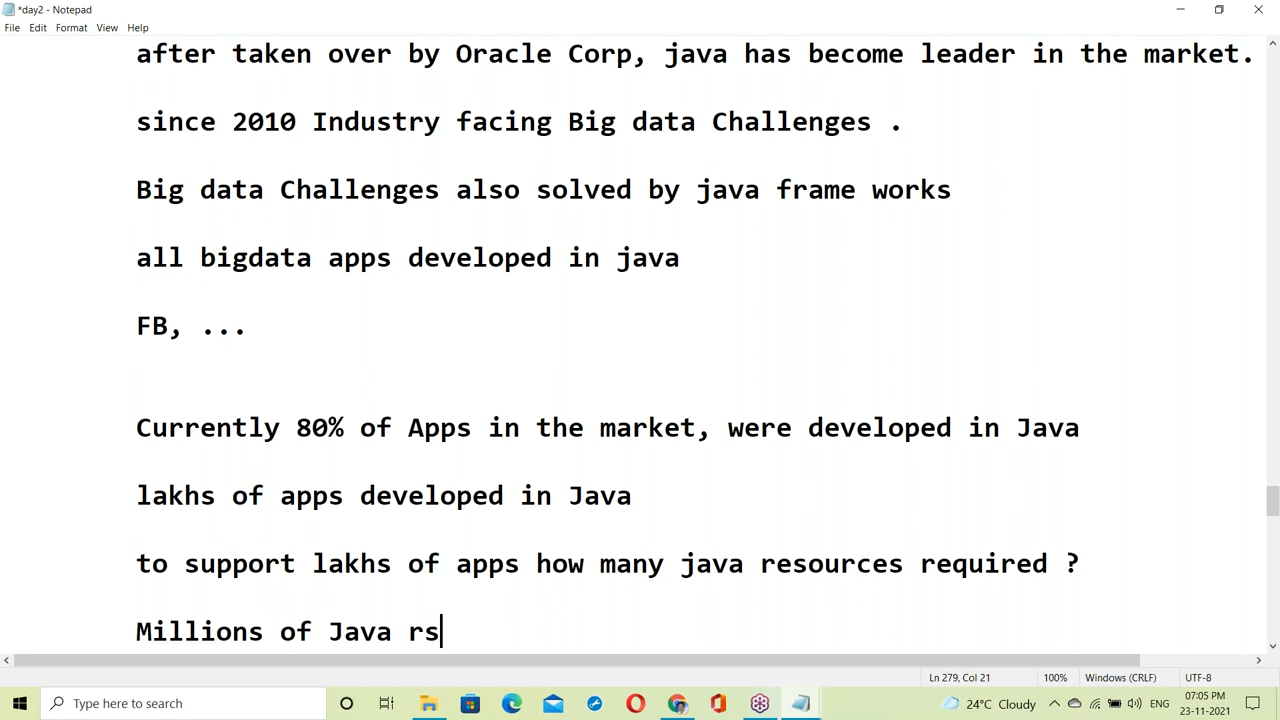 *day2 - Notepad
File Edit Format View Help
after taken over by Oracle Corp, java has become leader in the market.
since 2010 Industry facing Big data Challenges .
Big data Challenges also solved by java frame works
all bigdata apps developed in java
FB, ...
Currently 80% of Apps in the market, were developed in Java
lakhs of apps developed in Java
to support lakhs of apps how many java resources required ?
Millions of Java rs
Ln 279, Col 21 100% Windows (CRLF) UTF-8
Type here to search 24°C Cloudy ENG 07:05 PM
23-11-2021